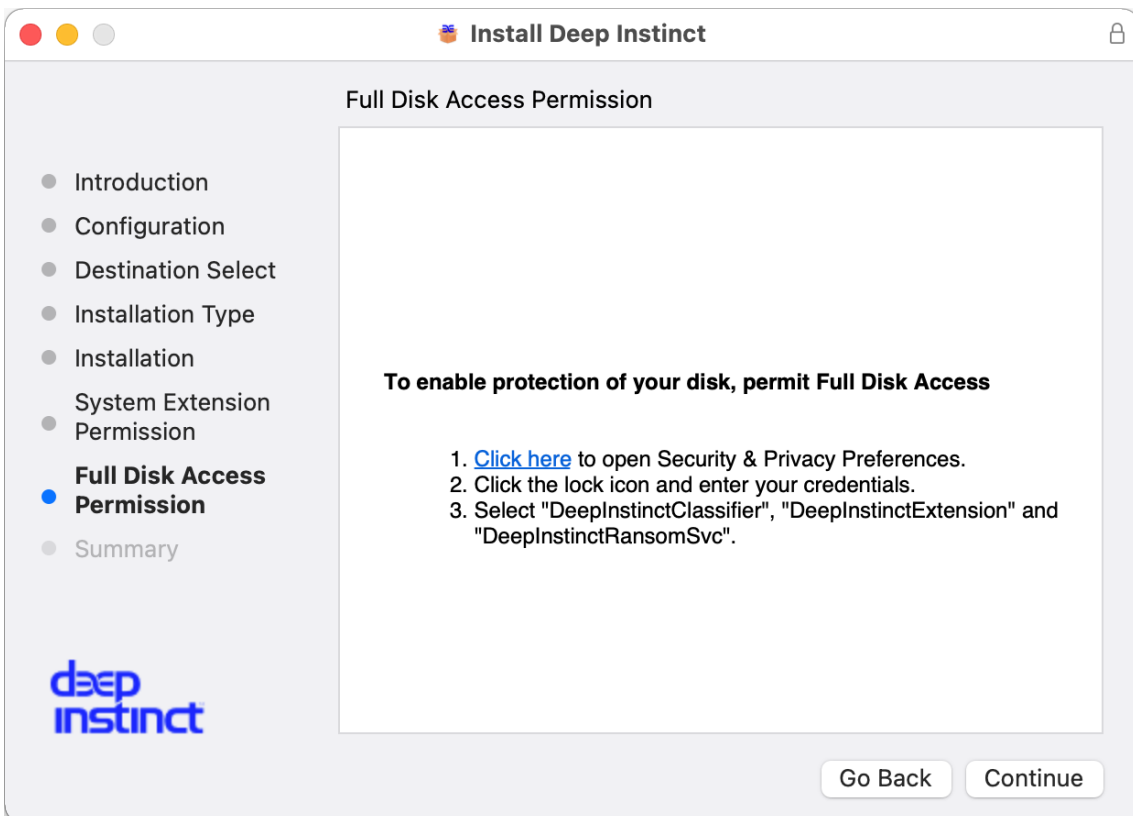 Install Deep Instinct
Full Disk Access Permission
Introduction
Configuration
Destination Select
Installation Type
Installation
System Extension
Permission
Full Disk Access
Permission
Summary
To enable protection of your disk, permit Full Disk Access
1. Click here to open Security & Privacy Preferences.
2. Click the lock icon and enter your credentials.
3. Select "DeepInstinctClassifier", "DeepInstinctExtension" and
"DeepInstinctRansomSvc".
deep
instinct
Go Back
Continue